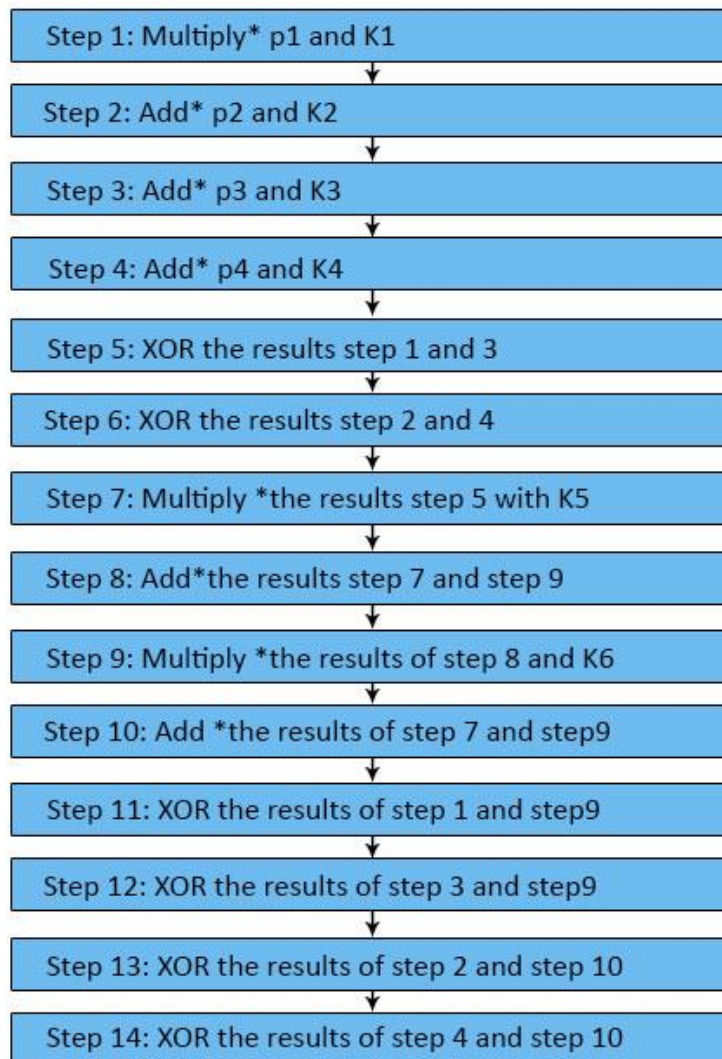 Step 1: Multiply* p1 and K1
Step 2: Add* p2 and K2
Step 3: Add* p3 and K3
Step 4: Add* p4 and K4
Step 5: XOR the results step 1 and 3
Step 6: XOR the results step 2 and 4
Step 7: Multiply *the results step 5 with K5
Step 8: Add*the results step 7 and step 9
Step 9: Multiply *the results of step 8 and K6
Step 10: Add *the results of step 7 and step9
Step 11: XOR the results of step 1 and step9
Step 12: XOR the results of step 3 and step9
Step 13: XOR the results of step 2 and step 10
Step 14: XOR the results of step 4 and step 10